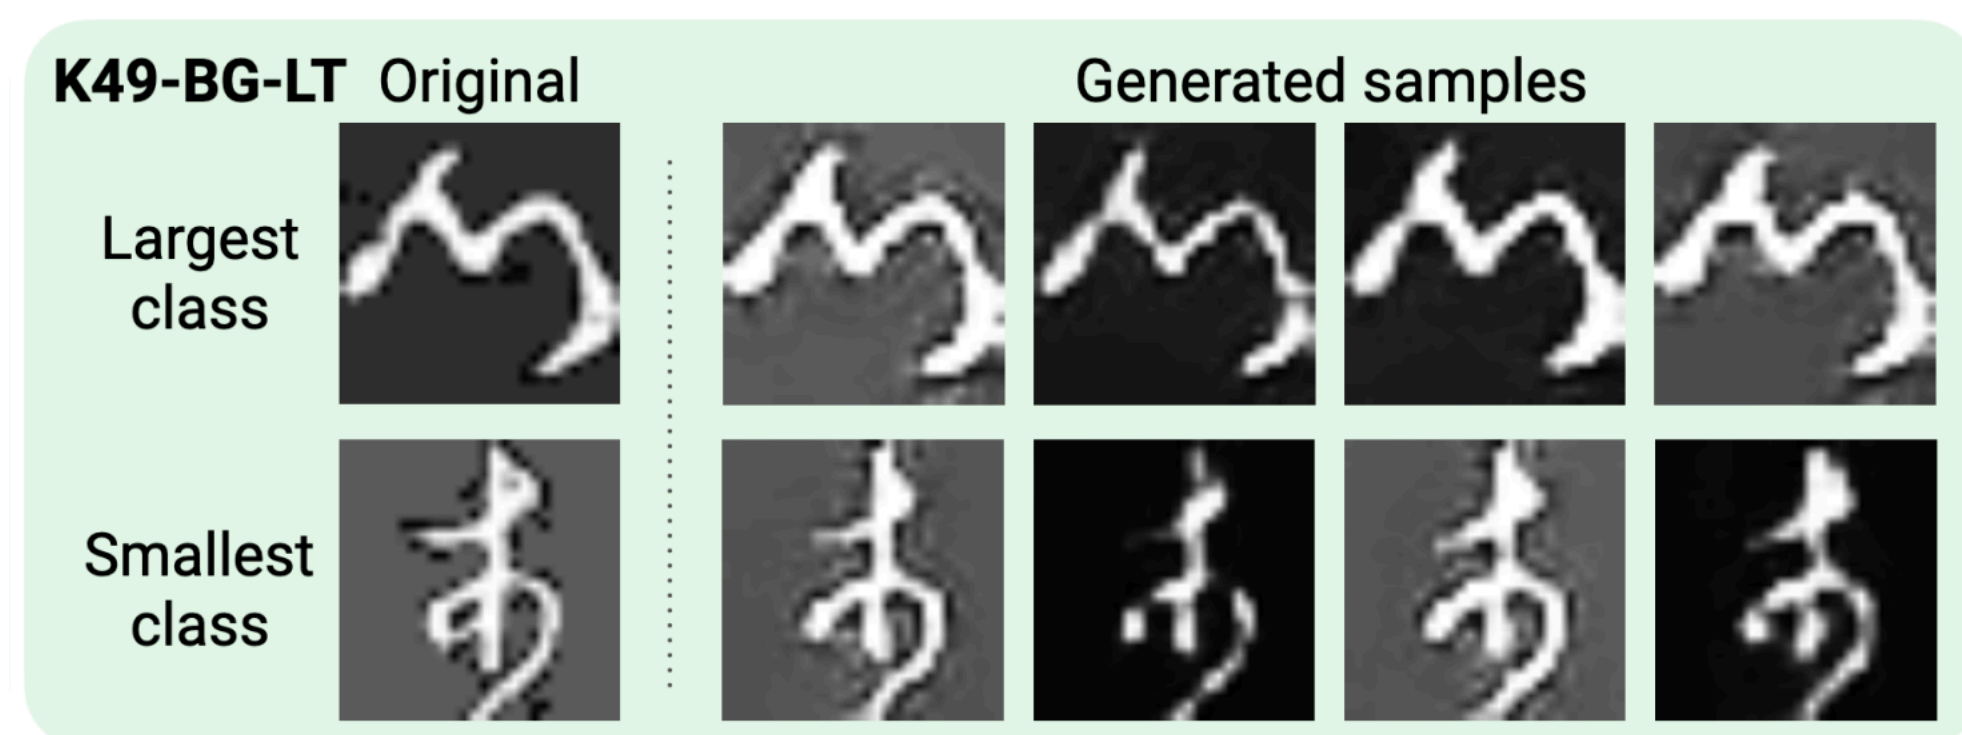 K49-BG-LT Original Generated samples
Largest
class
Smallest
class